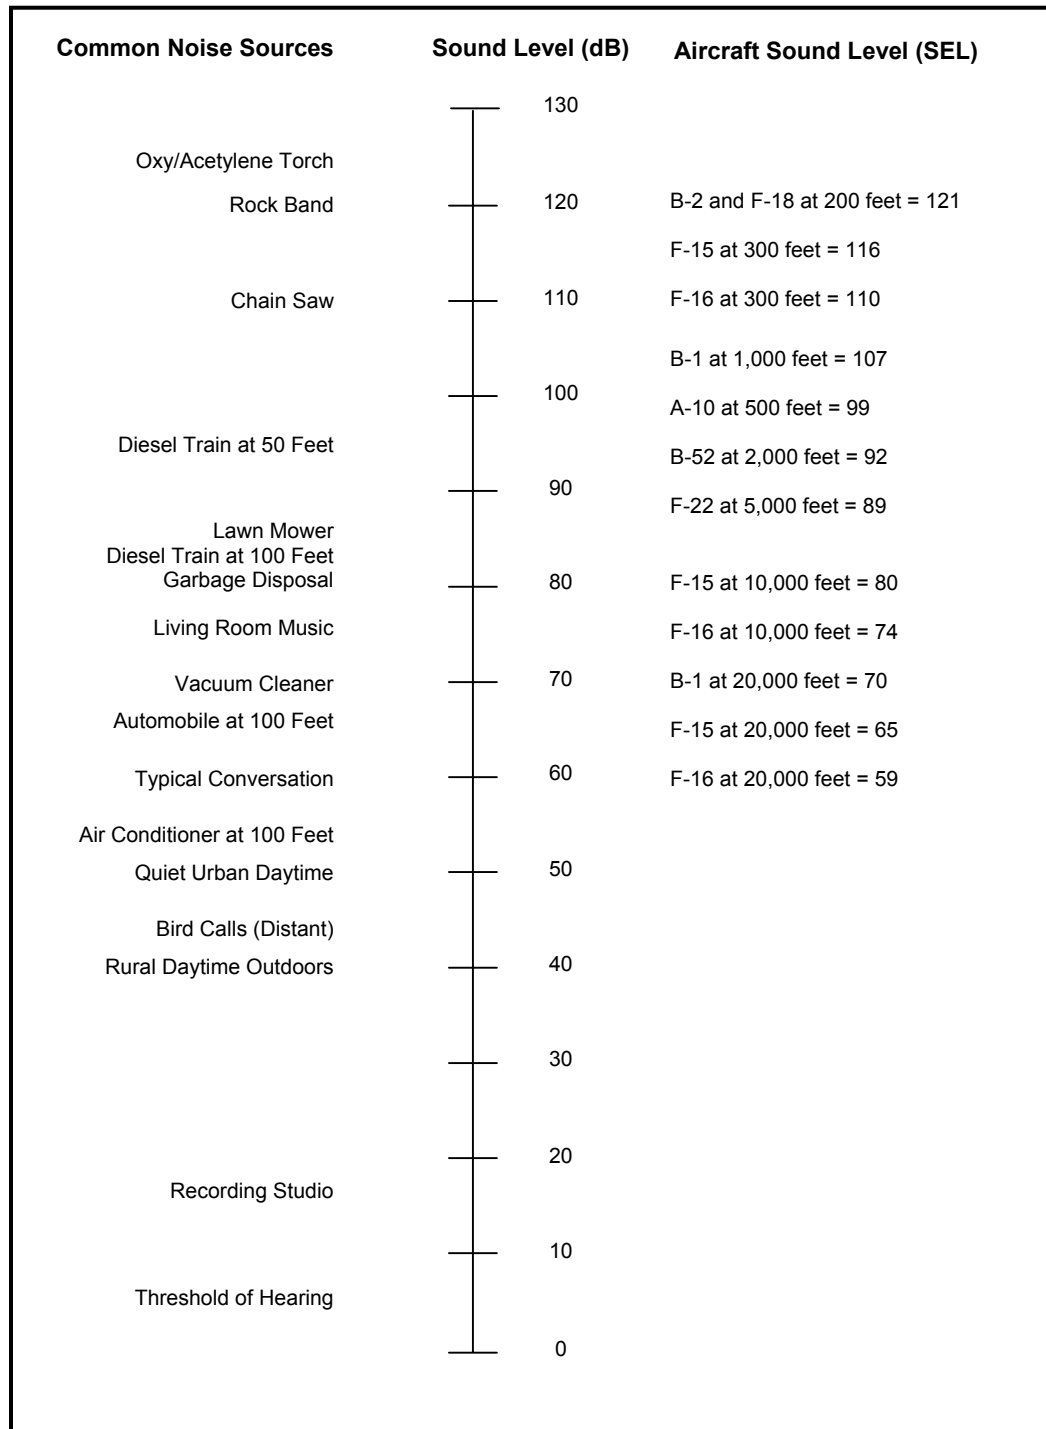 Common Noise Sources
Sound Level (dB)
Aircraft Sound Level (SEL)
130
Oxy/Acetylene Torch
Rock Band
120
B-2 and F-18 at 200 feet = 121
F-15 at 300 feet = 116
Chain Saw
110
F-16 at 300 feet = 110
B-1 at 1,000 feet = 107
100
A-10 at 500 feet = 99
Diesel Train at 50 Feet
B-52 at 2,000 feet = 92
90
F-22 at 5,000 feet = 89
Lawn Mower
Diesel Train at 100 Feet
Garbage Disposal
80
F-15 at 10,000 feet = 80
Living Room Music
F-16 at 10,000 feet = 74
Vacuum Cleaner
70
B-1 at 20,000 feet = 70
Automobile at 100 Feet
F-15 at 20,000 feet = 65
Typical Conversation
60
F-16 at 20,000 feet = 59
Air Conditioner at 100 Feet
Quiet Urban Daytime
50
Bird Calls (Distant)
Rural Daytime Outdoors
40
30
20
Recording Studio
10
Threshold of Hearing
0